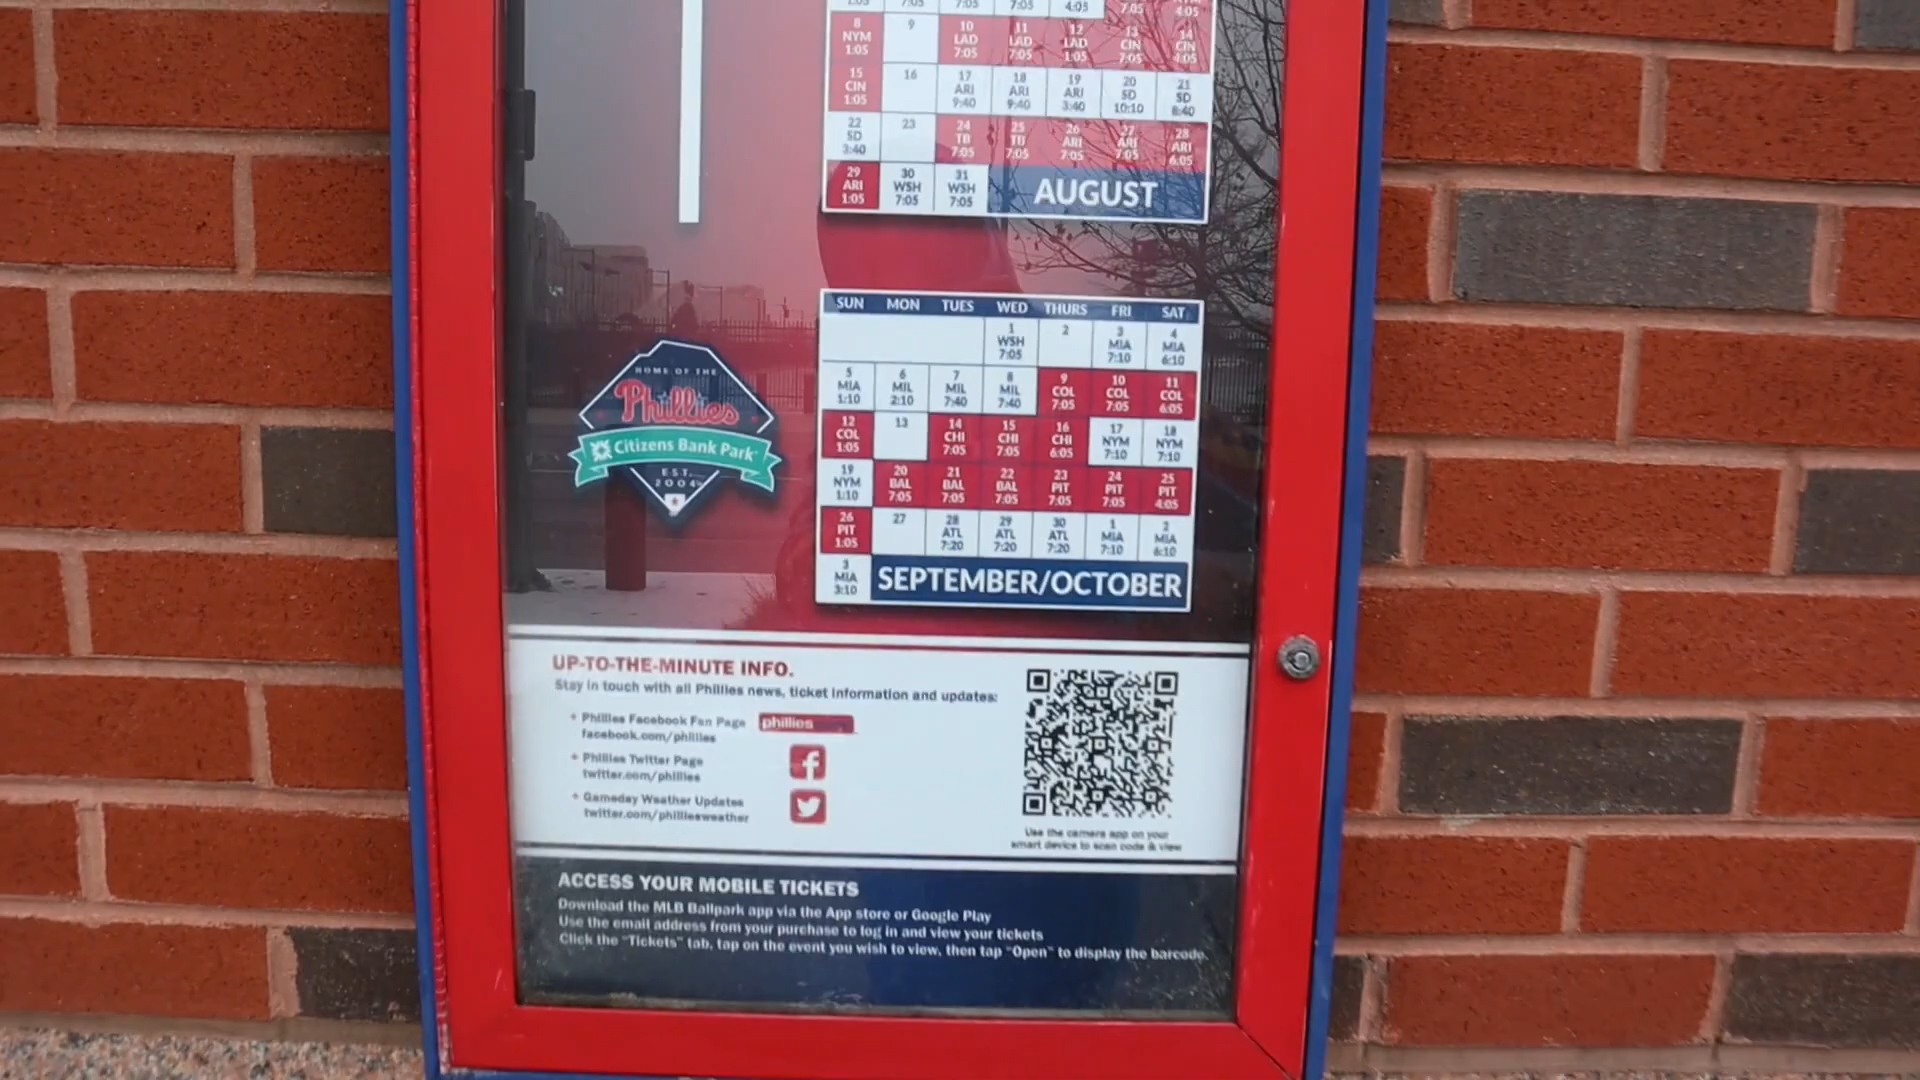 1:05 7:05 7:05 7:05 4:05 7:05 4:05
8 9 10 11 12 13 14
NYM LAD LAD LAD CIN CIN
1:05 7:05 7:05 1:05 7:05 4:05
15 16 17 18 19 20 21
CIN ARI ARI ARI SD SD
1:05 9:40 9:40 3:40 10:10 8:40
22 23 24 25 26 27 28
SD TB TB ARI ARI ARI
3:40 7:05 7:05 7:05 7:05 6:05
29 30 31
ARI WSH WSH
1:05 7:05 7:05
AUGUST
SUN MON TUES WED THURS FRI SAT
1 2 3 4
WSH MIA MIA
7:05 7:10 6:10
5 6 7 8 9 10 11
MIA MIL MIL MIL COL COL COL
1:10 2:10 7:40 7:40 7:05 7:05 6:05
12 13 14 15 16 17 18
COL CHI CHI CHI NYM NYM
1:05 7:05 7:05 6:05 7:10 7:10
19 20 21 22 23 24 25
NYM BAL BAL BAL PIT PIT PIT
1:10 7:05 7:05 7:05 7:05 7:05 4:05
26 27 28 29 30 1 2
PIT ATL ATL ATL MIA MIA
1:05 7:20 7:20 7:20 7:10 6:10
3
MIA
3:10
SEPTEMBER/OCTOBER
HOME OF THE
Phillies
Citizens Bank Park
EST.
2004
UP-TO-THE-MINUTE INFO.
Stay in touch with all Phillies news, ticket information and updates:
+ Phillies Facebook Fan Page
facebook.com/phillies
phillies
+ Phillies Twitter Page
twitter.com/phillies
f
+ Gameday Weather Updates
twitter.com/philliesweather
Use the camera app on your
smart device to scan code & view
ACCESS YOUR MOBILE TICKETS
Download the MLB Ballpark app via the App store or Google Play
Use the email address from your purchase to log in and view your tickets
Click the "Tickets" tab, tap on the event you wish to view, then tap "Open" to display the barcode.